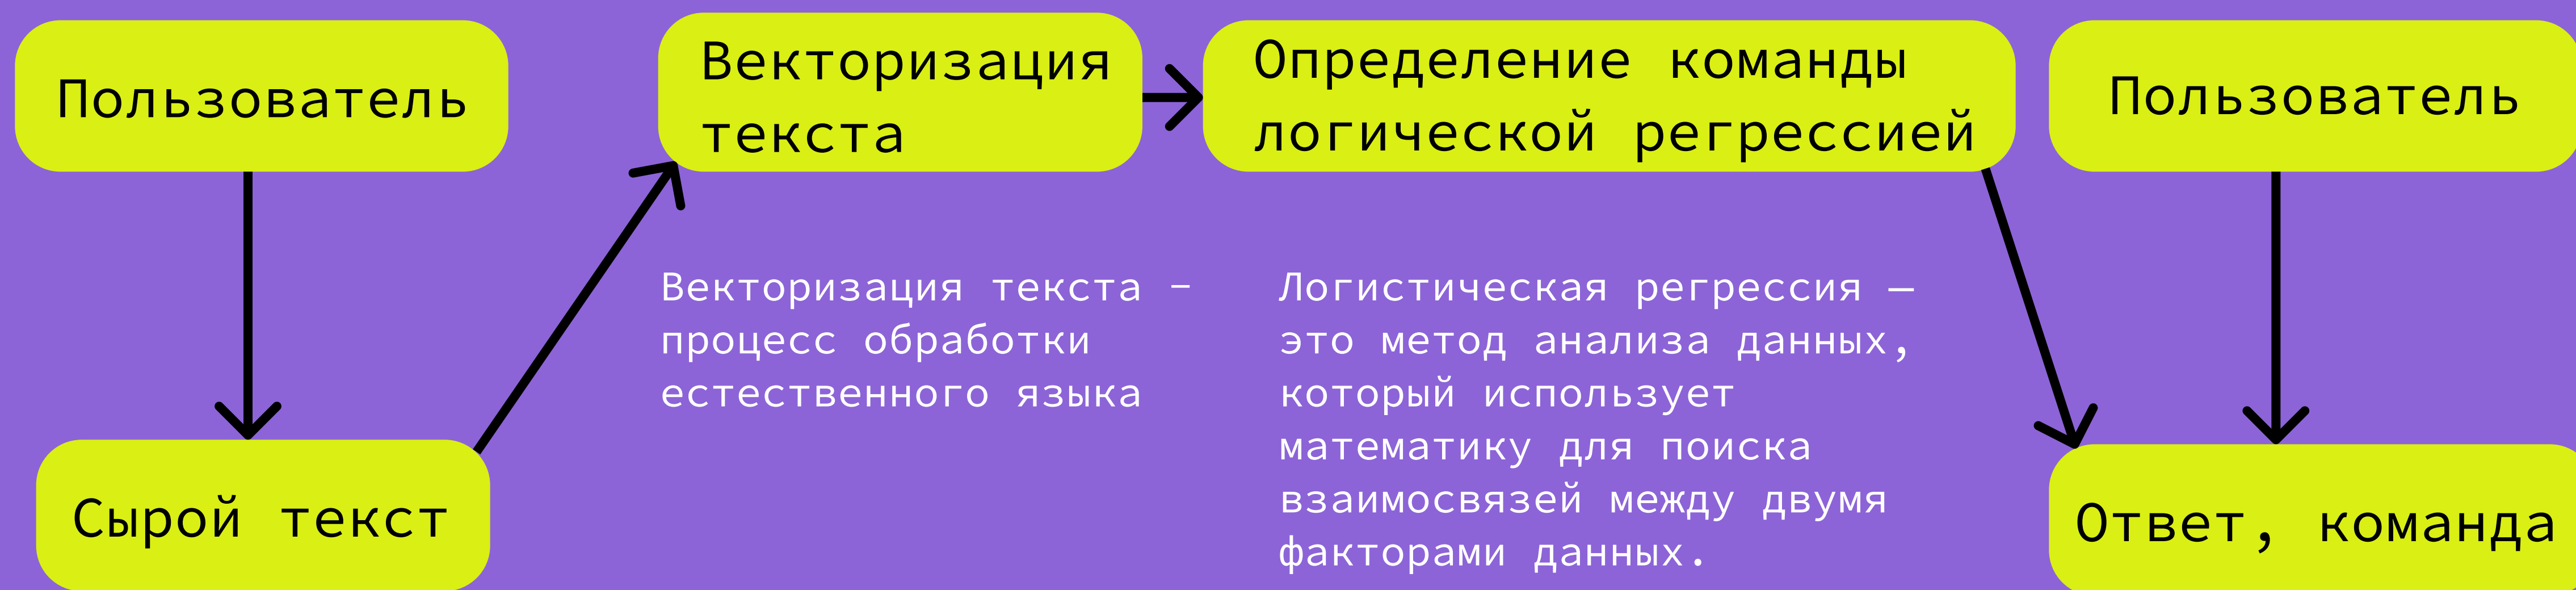 Пользователь
Векторизация
текста
Определение команды
логической регрессией
Пользователь
Векторизация текста -
процесс обработки
естественного языка
Логистическая регрессия —
это метод анализа данных,
который использует
математику для поиска
взаимосвязей между двумя
факторами данных.
Сырой текст
Ответ, команда